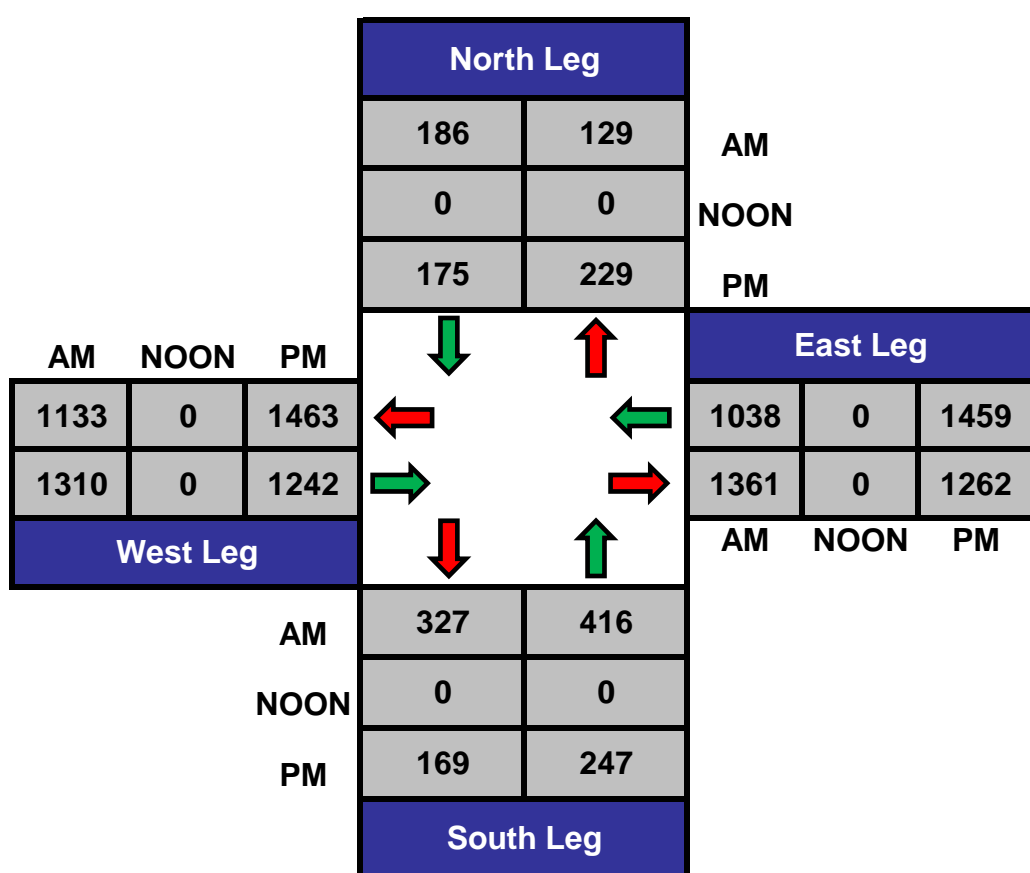 North Leg
186 129 AM
0 0 NOON
175 229 PM
East Leg
AM NOON PM
1133 0 1463 1038 0 1459
1310 0 1242 1361 0 1262
West Leg AM NOON PM
AM 327 416
NOON 0 0
PM 169 247
South Leg